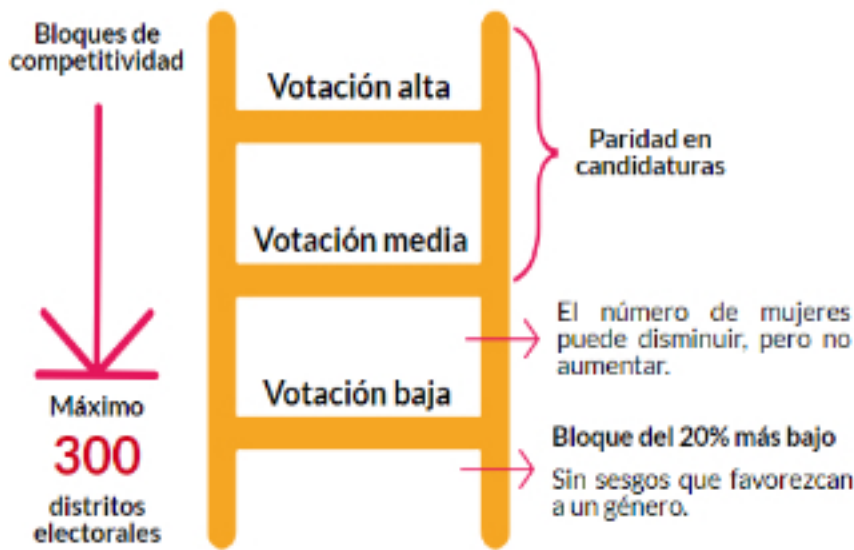 Bloques de
competitividad
Votación alta
Paridad en
candidaturas
Votación media
El número de mujeres
puede disminuir, pero no
aumentar.
Votación baja
Máximo
300
distritos
electorales
Bloque del 20% más bajo
Sin sesgos que favorezcan
a un género.